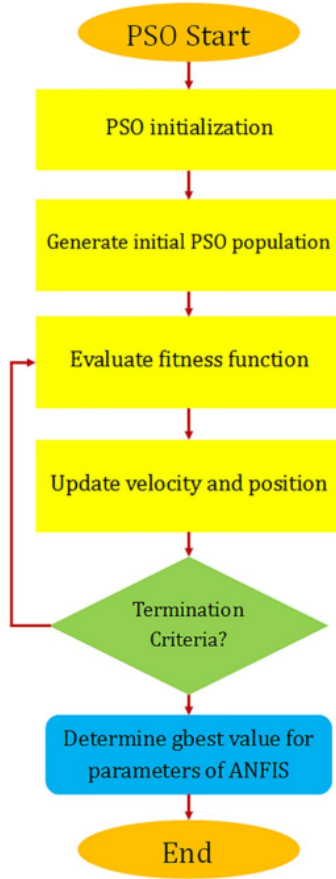 PSO Start
PSO initialization
Generate initial PSO population
Evaluate fitness function
Update velocity and position
Termination
Criteria?
Determine gbest value for
parameters of ANFIS
End